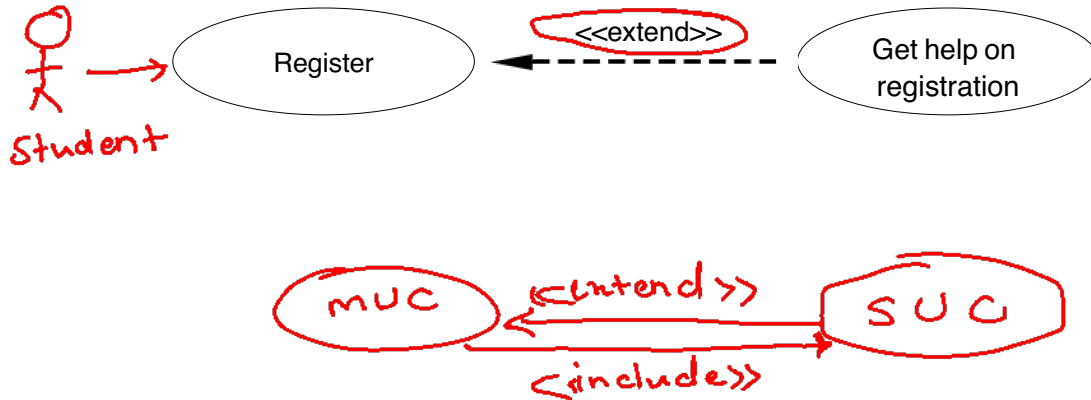 <<extend>>
Register
Get help on
registration
Student
<<extend>>
MUC
SUC
<include>>